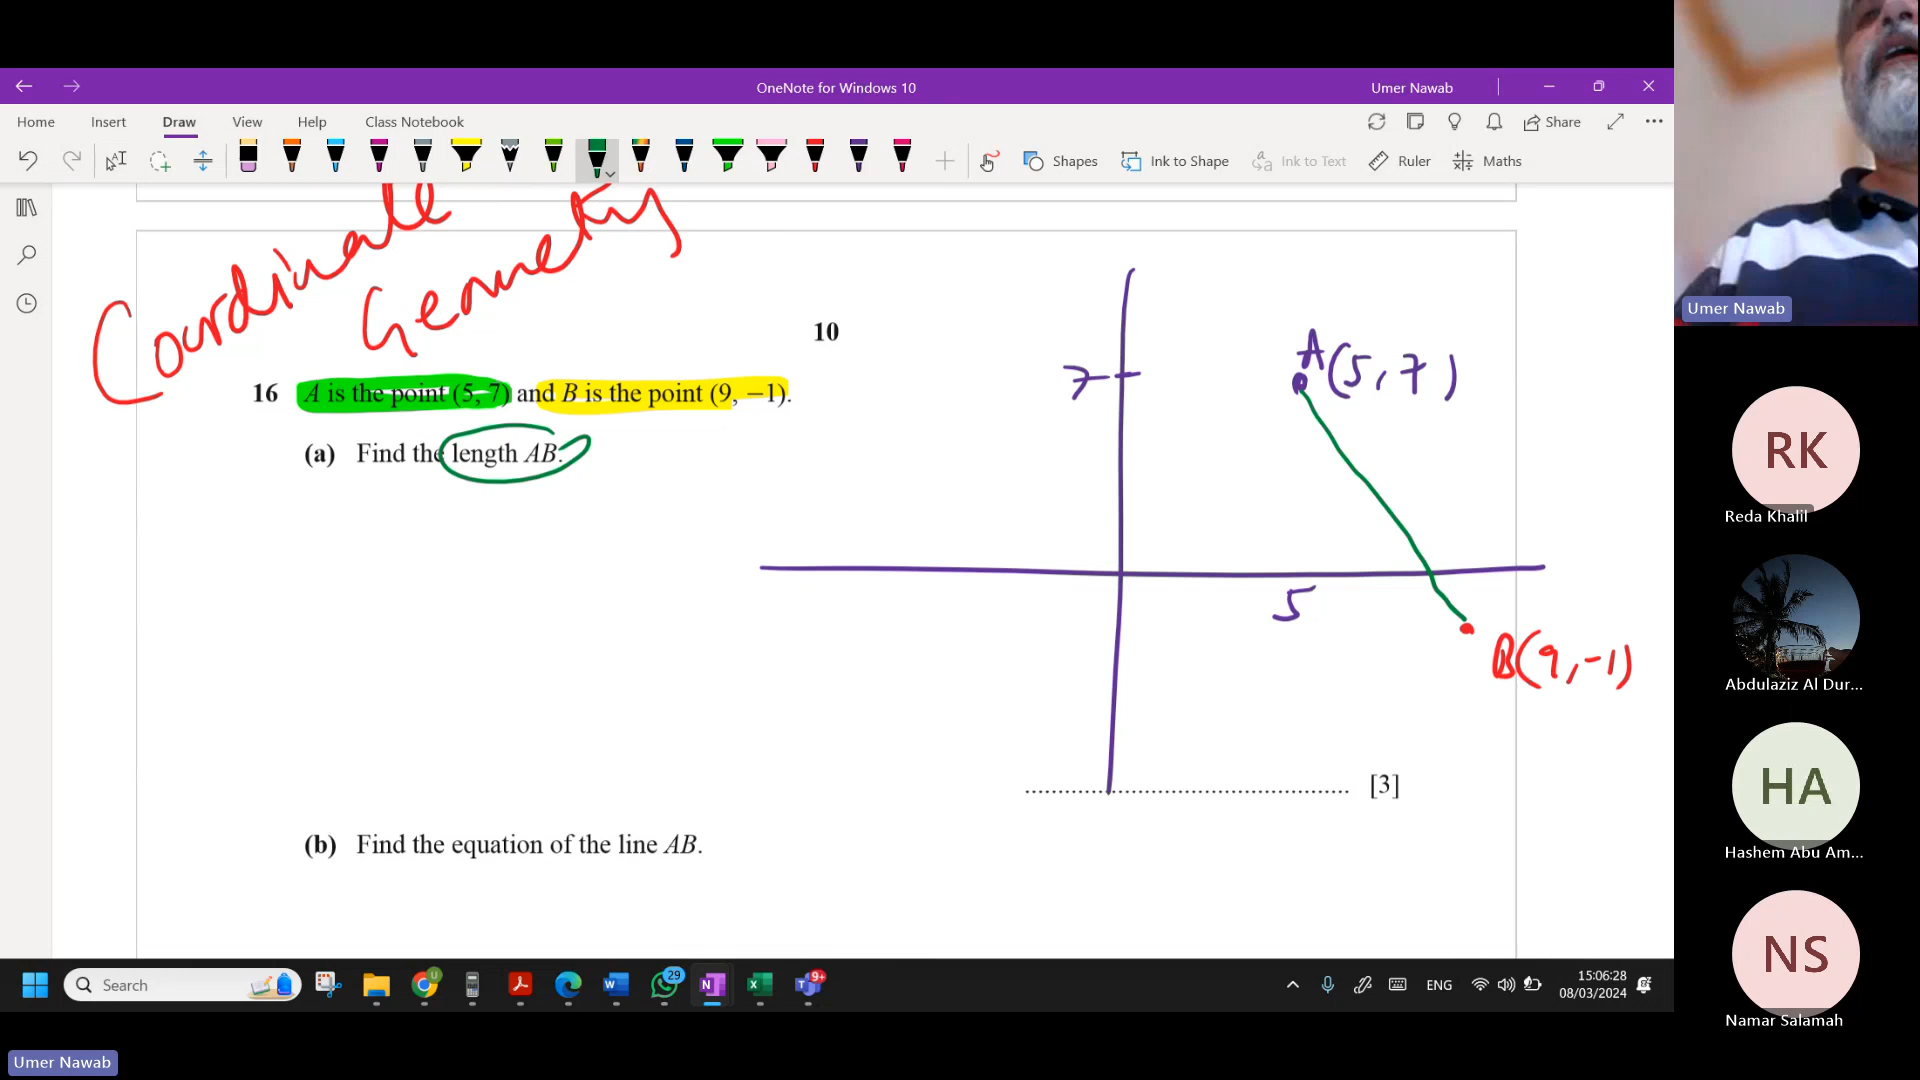 OneNote for Windows 10
Umer Nawab
Home Insert Draw View Help Class Notebook
Share
Shapes Ink to Shape Ink to Text Ruler Maths
Coordinate
Geometry
10
16 A is the point (5, 7) and B is the point (9, −1).
(a) Find the length AB.
A(5,7)
7
5
B(9,-1)
[3]
(b) Find the equation of the line AB.
Umer Nawab
RK
Reda Khalil
Abdulaziz Al Dur...
HA
Hashem Abu Am...
NS
Namar Salamah
Search
U
29
9+
ENG
15:06:28
08/03/2024
Umer Nawab